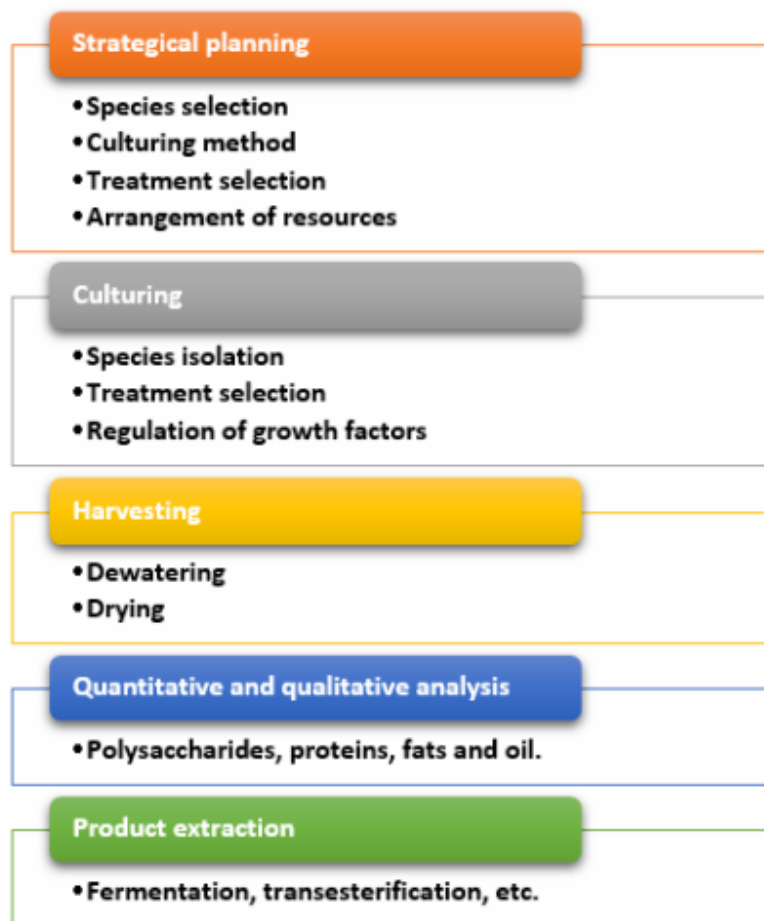 Strategical planning
•Species selection
•Culturing method
•Treatment selection
•Arrangement of resources
Culturing
•Species isolation
•Treatment selection
•Regulation of growth factors
Harvesting
•Dewatering
•Drying
Quantitative and qualitative analysis
•Polysaccharides, proteins, fats and oil.
Product extraction
•Fermentation, transesterification, etc.